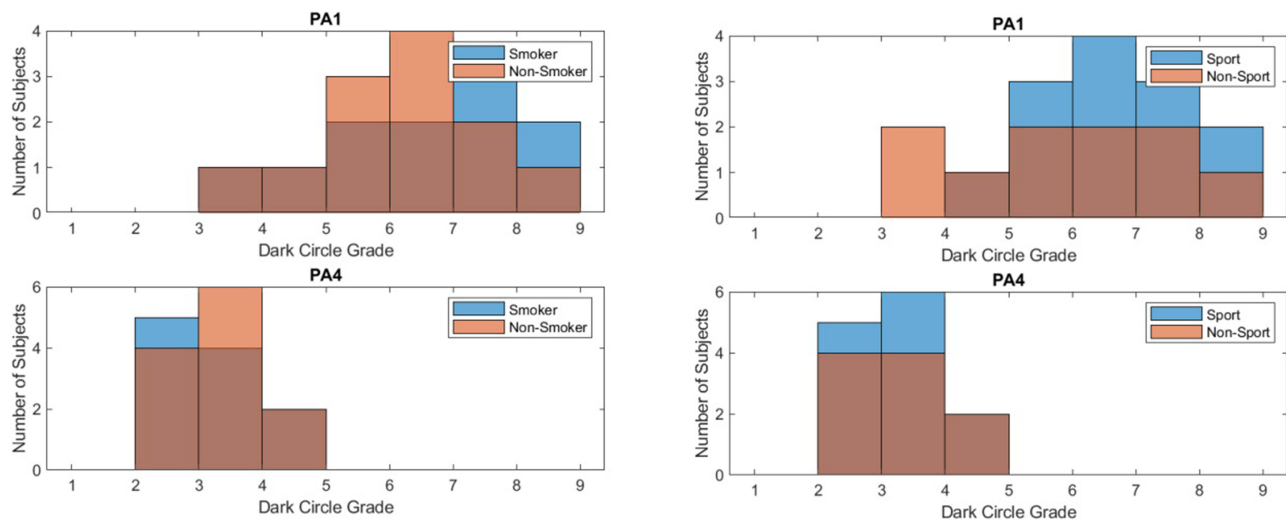 PA1
4
3
2
1
0
Number of Subjects
Smoker
Non-Smoker
1 2 3 4 5 6 7 8 9
Dark Circle Grade
PA1
4
3
2
1
0
Number of Subjects
Sport
Non-Sport
1 2 3 4 5 6 7 8 9
Dark Circle Grade
PA4
6
4
2
0
Number of Subjects
Smoker
Non-Smoker
1 2 3 4 5 6 7 8 9
Dark Circle Grade
PA4
6
4
2
0
Number of Subjects
Sport
Non-Sport
1 2 3 4 5 6 7 8 9
Dark Circle Grade